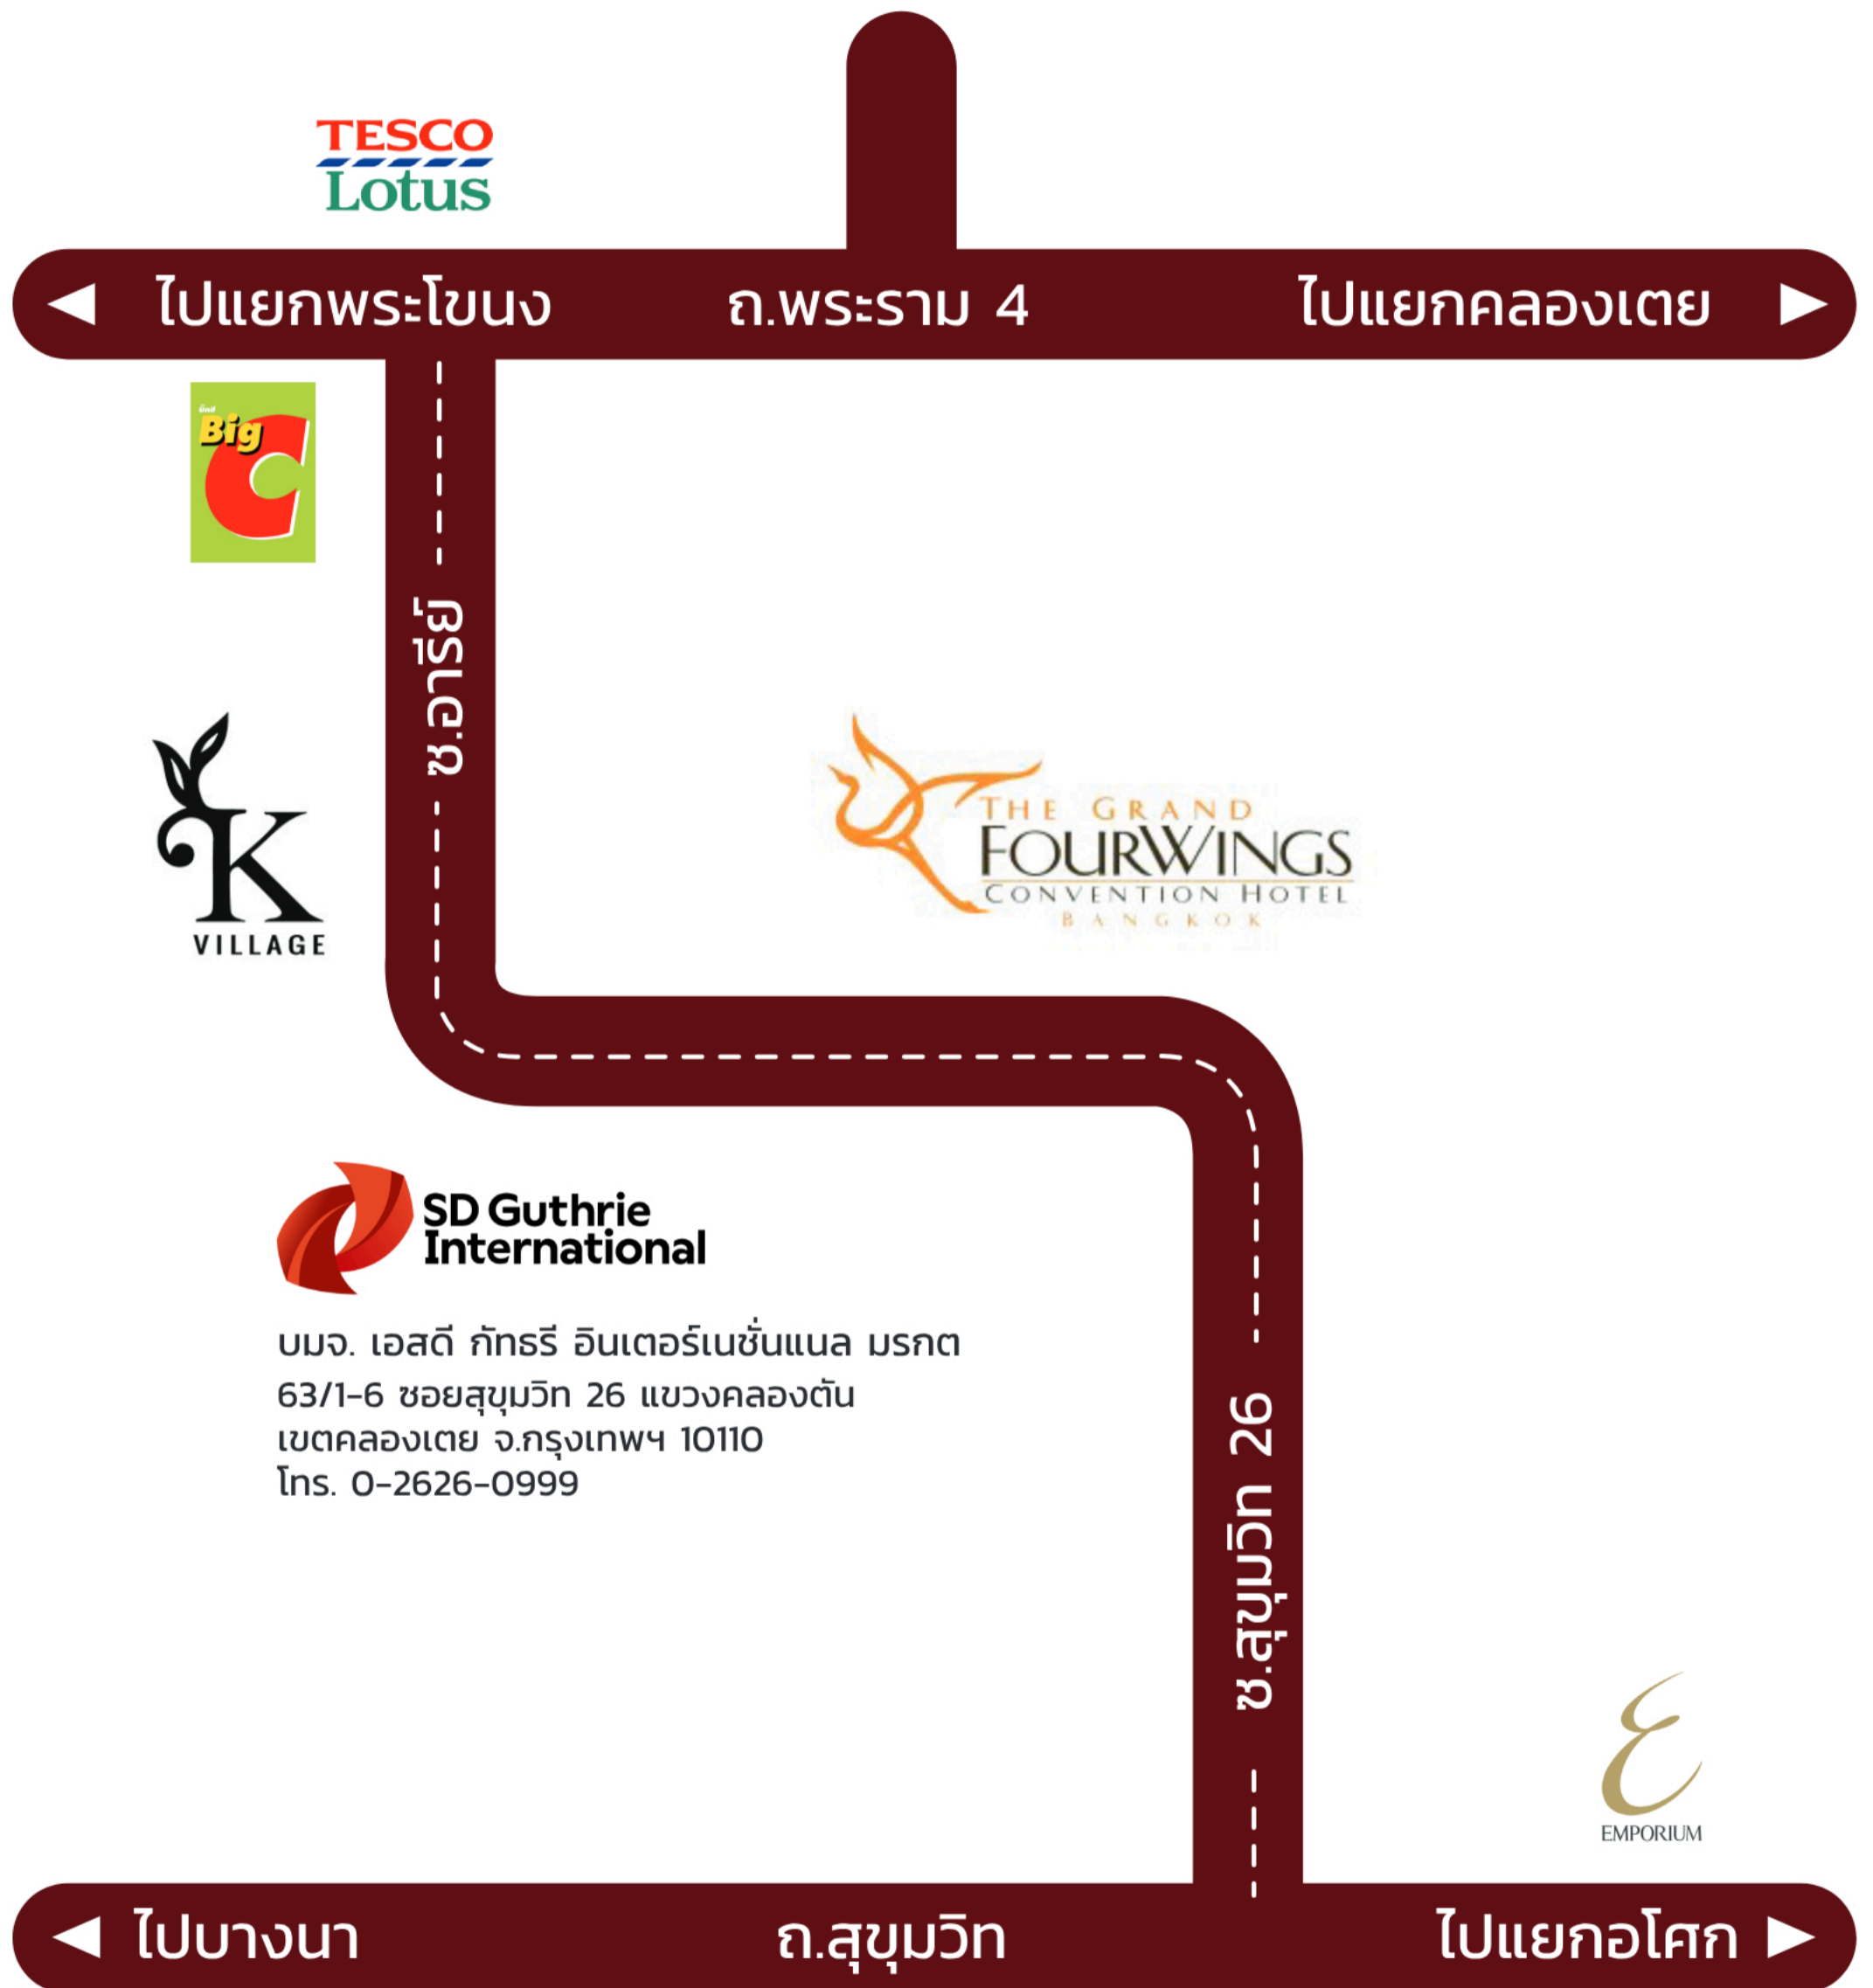 TESCO
Lotus
ไปแยกพระโขนง
ถ.พระราม 4
ไปแยกคลองเตย
บิ๊กซี
Big
C
ซ.อารีย์
K
VILLAGE
THE GRAND
FOURWINGS
CONVENTION HOTEL
BANGKOK
SD Guthrie
International
บมจ. เอสดี กัทธรี อินเตอร์เนชั่นแนล มรกต
63/1-6 ซอยสุขุมวิท 26 แขวงคลองตัน
เขตคลองเตย จ.กรุงเทพฯ 10110
โทร. 0-2626-0999
ซ.สุขุมวิท 26
E
EMPORIUM
ไปบางนา
ถ.สุขุมวิท
ไปแยกอโศก